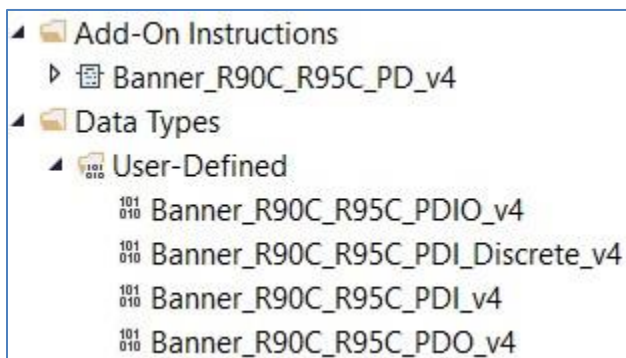 Add-On Instructions
Banner_R90C_R95C_PD_v4
Data Types
User-Defined
Banner_R90C_R95C_PDIO_v4
Banner_R90C_R95C_PDI_Discrete_v4
Banner_R90C_R95C_PDI_v4
Banner_R90C_R95C_PDO_v4